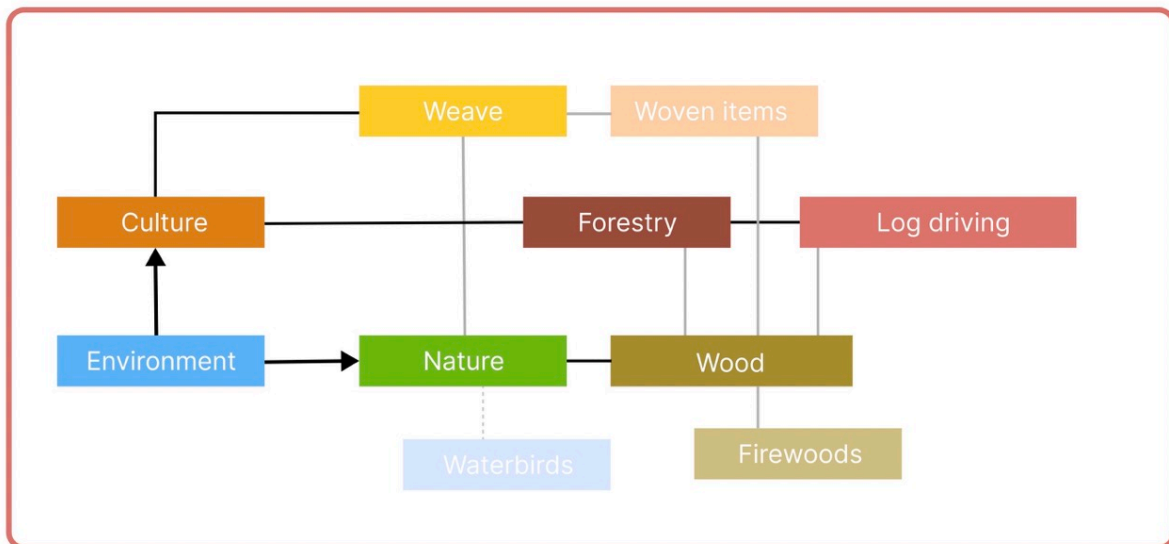 Weave
Woven items
Culture
Forestry
Log driving
Environment
Nature
Wood
Waterbirds
Firewoods